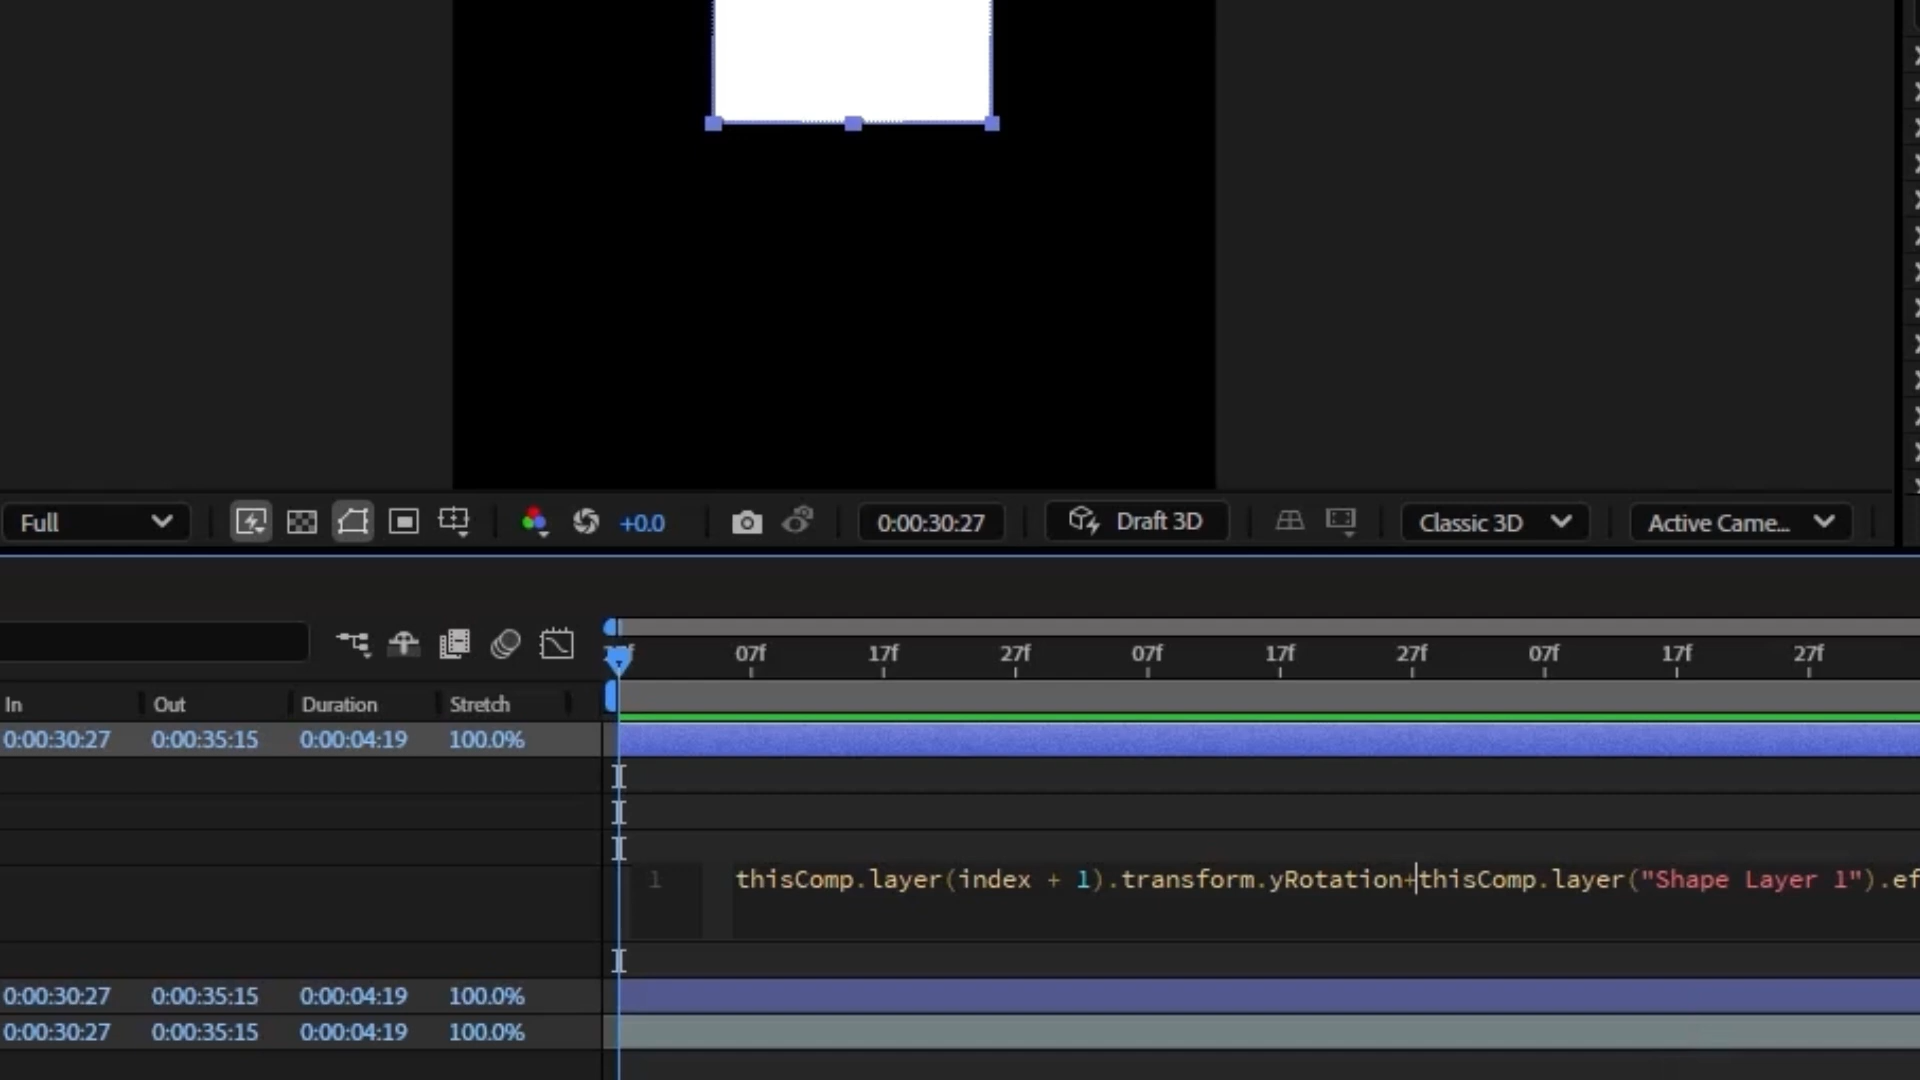 Full +0.0 0:00:30:27 Draft 3D Classic 3D Active Came...
07f 17f 27f 07f 17f 27f 07f 17f 27f
In Out Duration Stretch
0:00:30:27 0:00:35:15 0:00:04:19 100.0%
1 thisComp.layer(index + 1).transform.yRotation+thisComp.layer("Shape Layer 1").ef
0:00:30:27 0:00:35:15 0:00:04:19 100.0%
0:00:30:27 0:00:35:15 0:00:04:19 100.0%